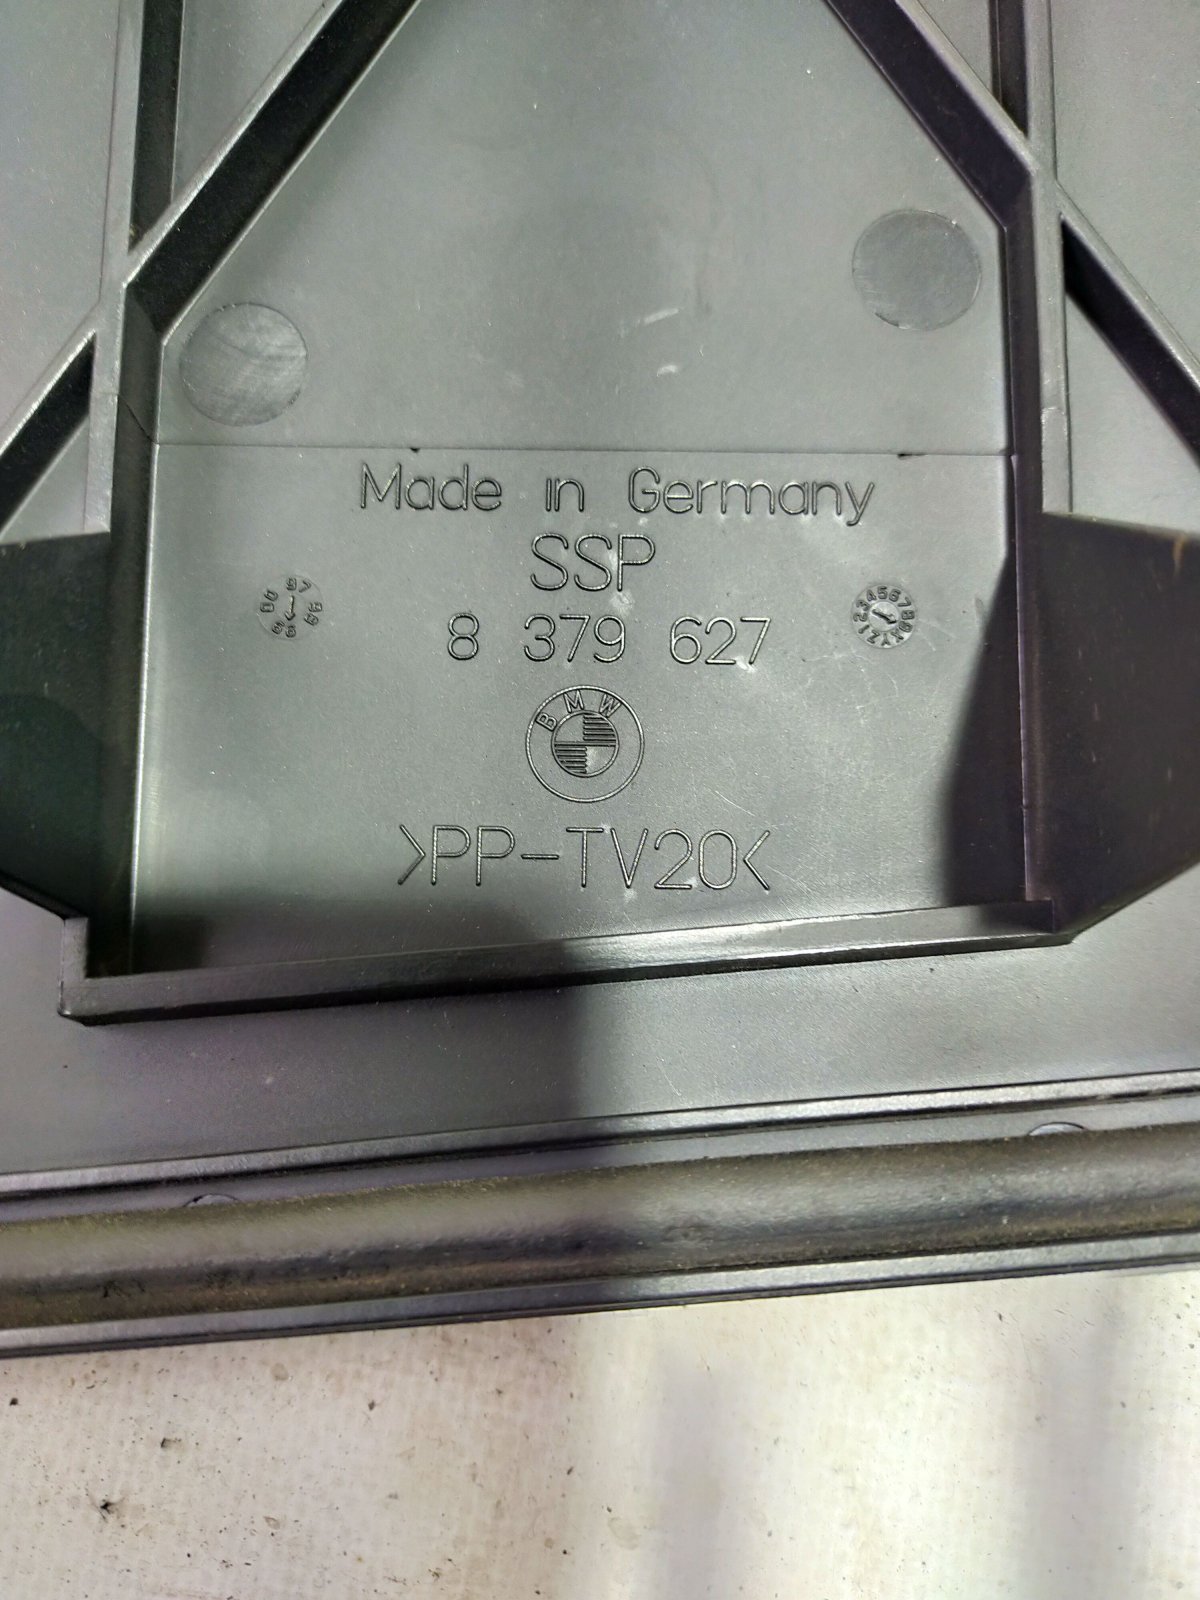 Made in Germany
SSP
8 379 627
BMW
>PP-TV20<